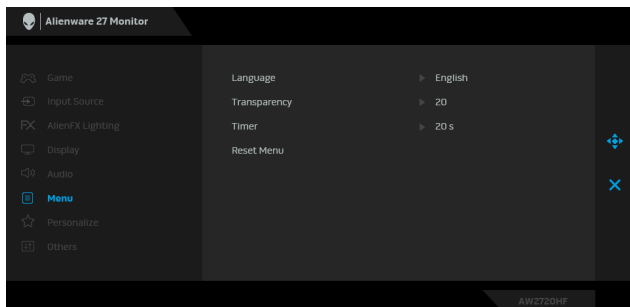 Alienware 27 Monitor
Game
Input Source
FX AlienFX Lighting
Display
Audio
Menu
Personalize
Others
Language English
Transparency 20
Timer 20 s
Reset Menu
AW2720HF